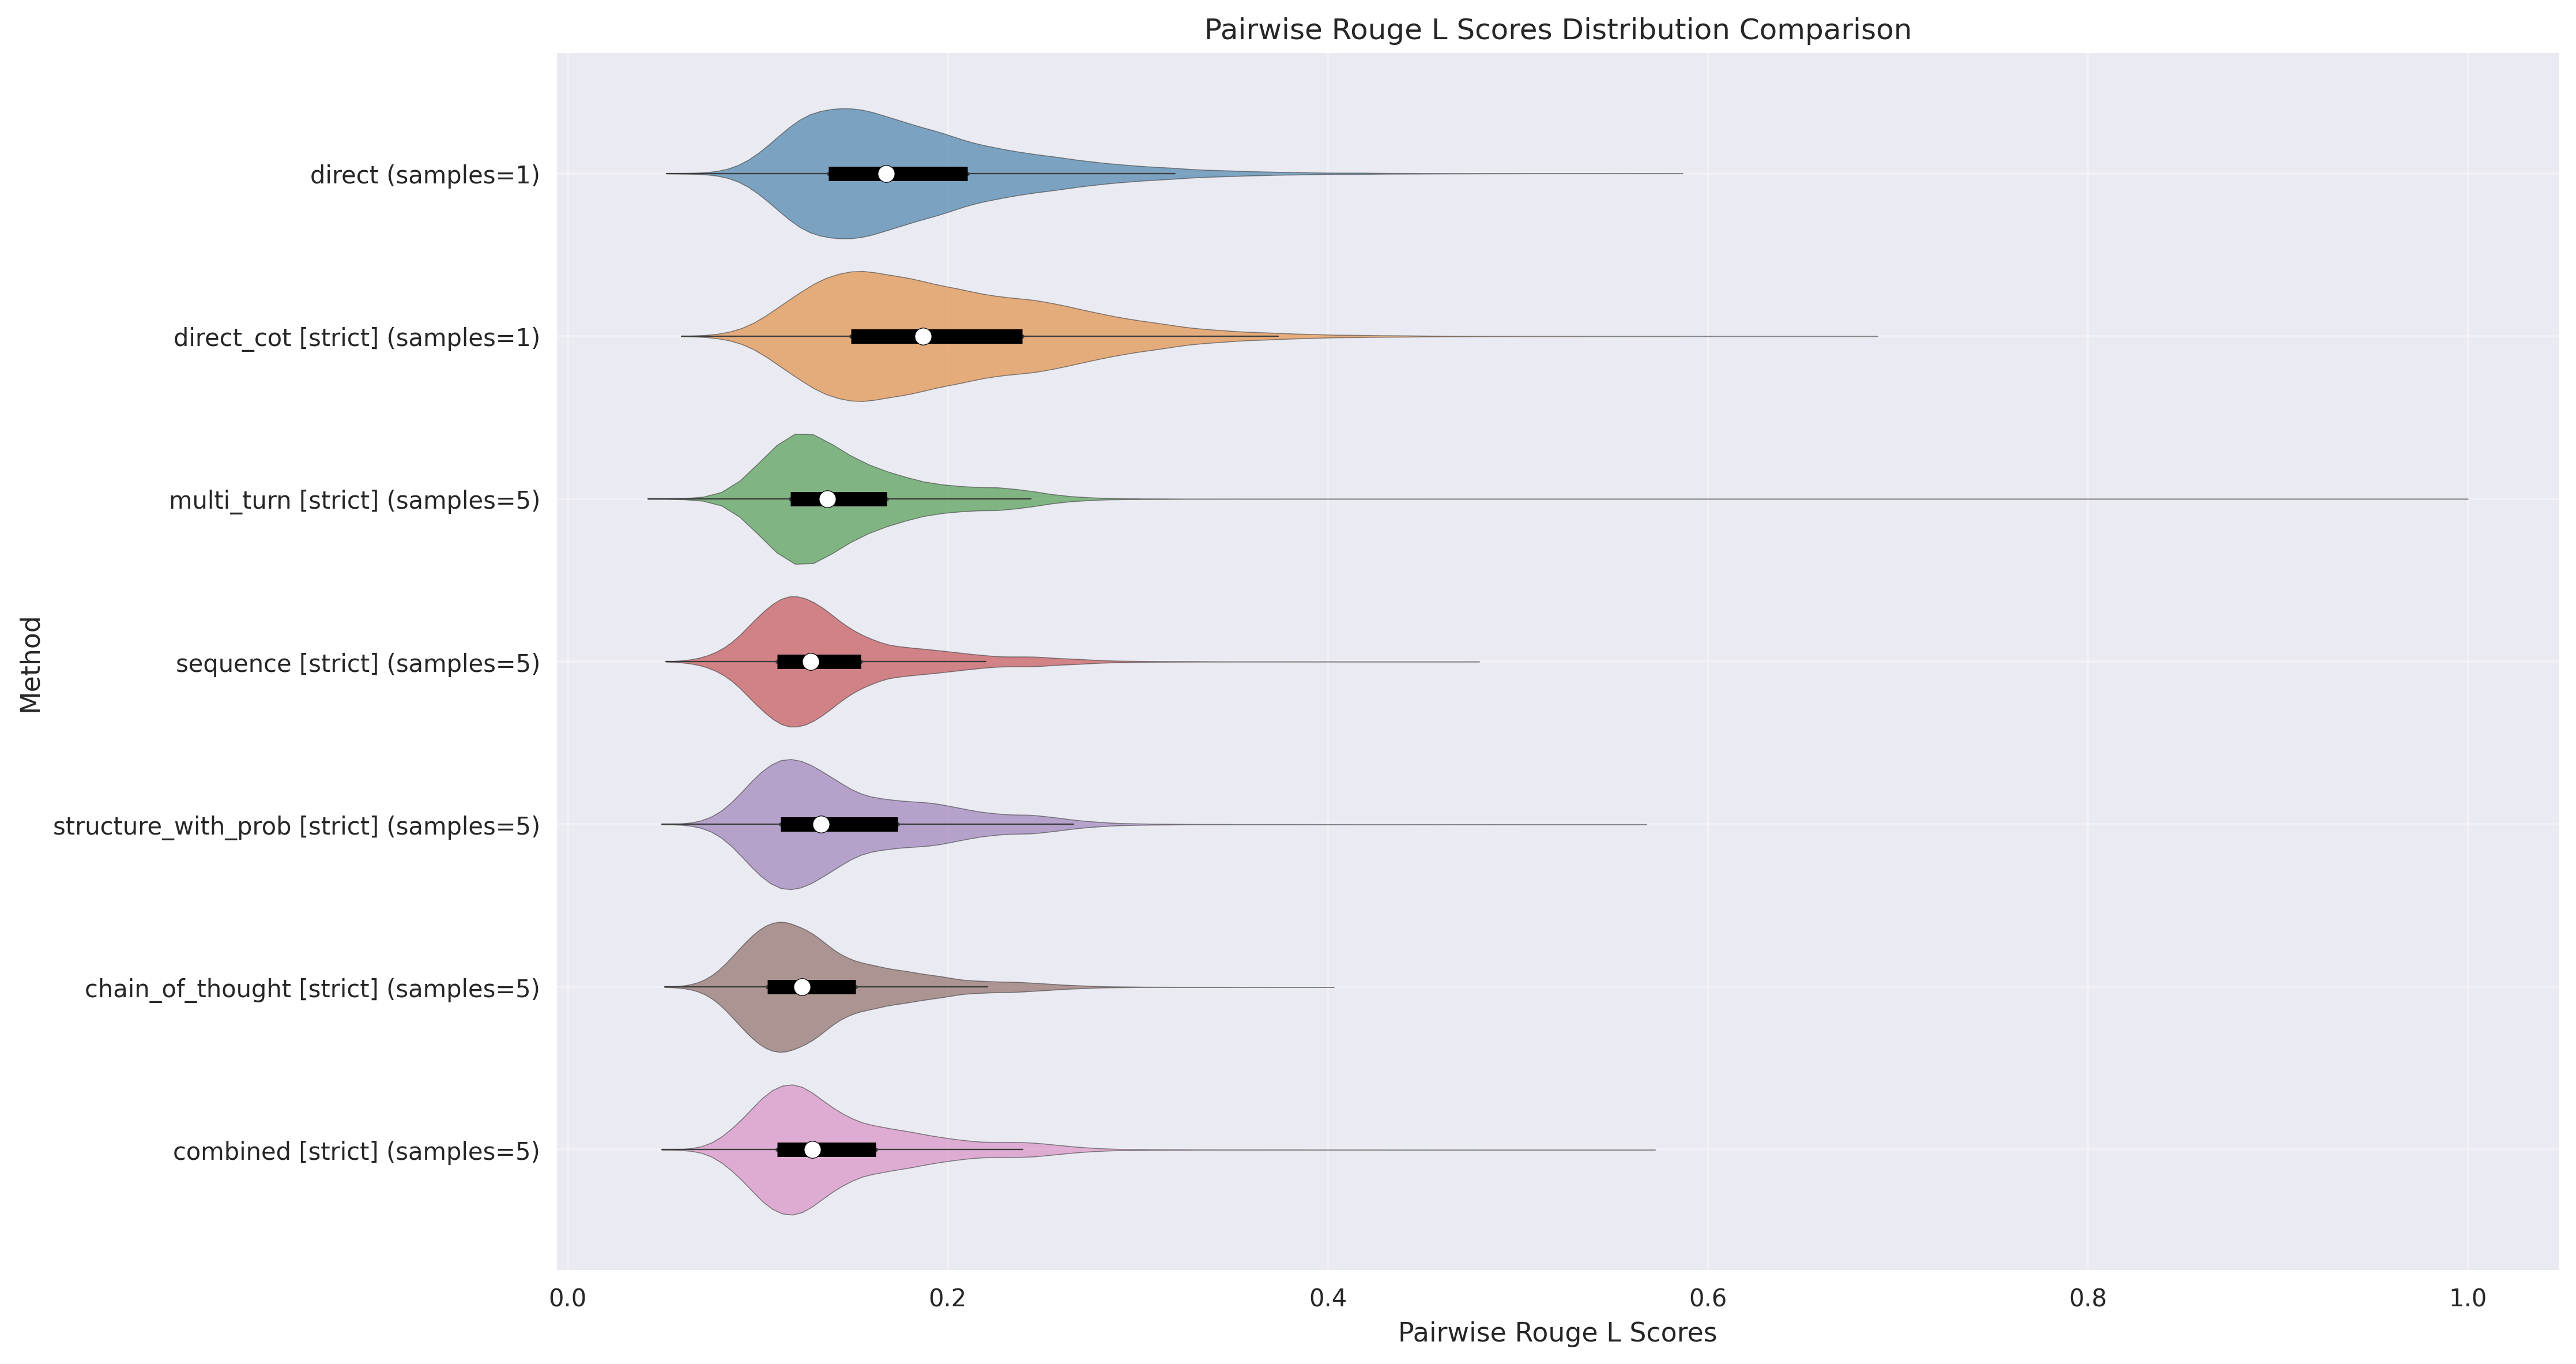 Pairwise Rouge L Scores Distribution Comparison
direct (samples=1)
direct_cot [strict] (samples=1)
multi_turn [strict] (samples=5)
sequence [strict] (samples=5)
structure_with_prob [strict] (samples=5)
chain_of_thought [strict] (samples=5)
combined [strict] (samples=5)
Method
0.0 0.2 0.4 0.6 0.8 1.0
Pairwise Rouge L Scores